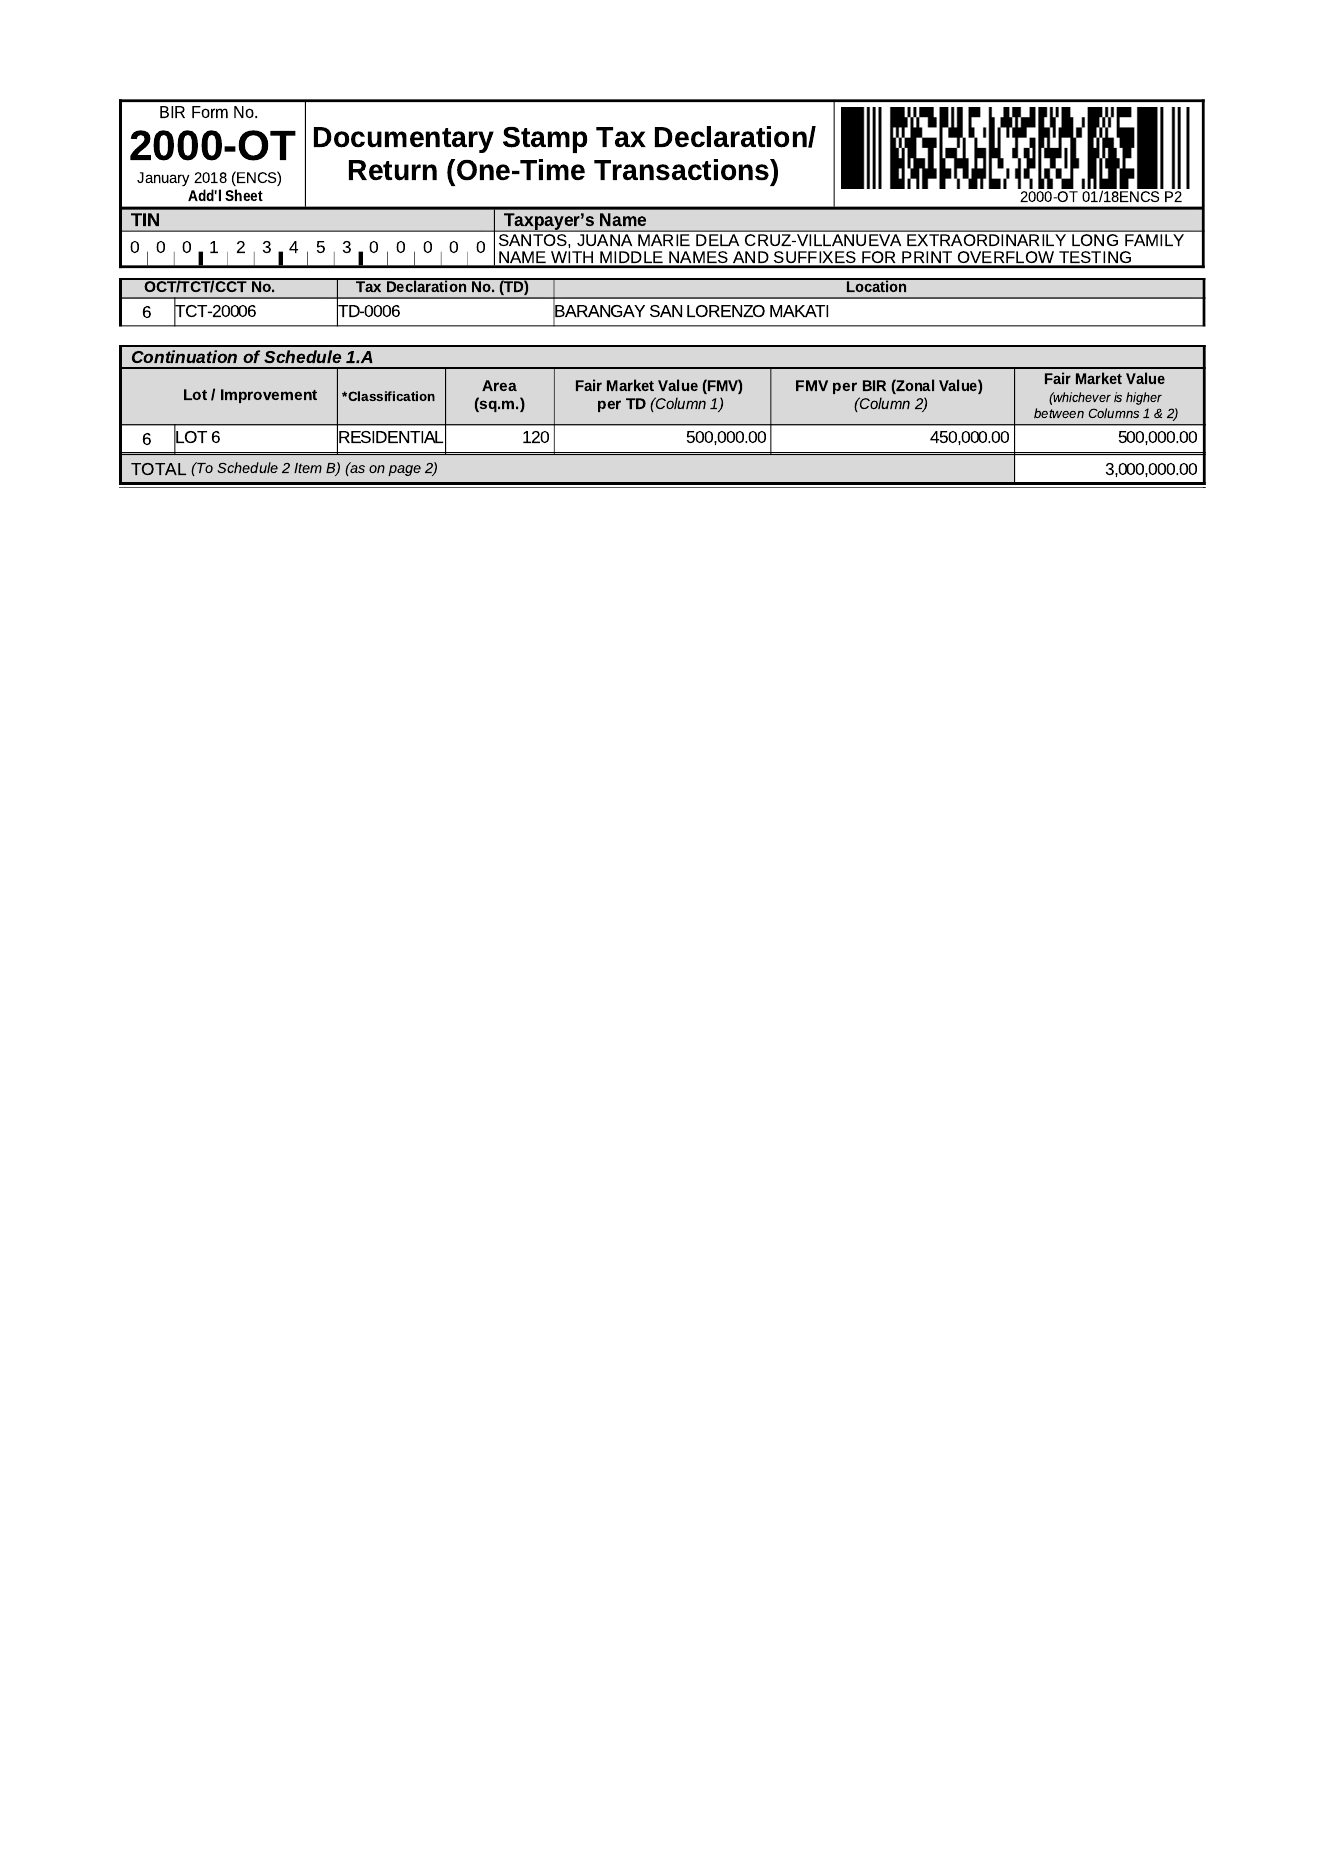 BIR Form No.
2000-OT
January 2018 (ENCS)
Add'l Sheet
Documentary Stamp Tax Declaration/
Return (One-Time Transactions)
2000-OT 01/18ENCS P2
TIN Taxpayer’s Name
0 0 0 1 2 3 4 5 3 0 0 0 0 0
SANTOS, JUANA MARIE DELA CRUZ-VILLANUEVA EXTRAORDINARILY LONG FAMILY
NAME WITH MIDDLE NAMES AND SUFFIXES FOR PRINT OVERFLOW TESTING
OCT/TCT/CCT No. Tax Declaration No. (TD) Location
6 TCT-20006 TD-0006 BARANGAY SAN LORENZO MAKATI
Continuation of Schedule 1.A
Lot / Improvement
*Classification
Area
(sq.m.)
Fair Market Value (FMV)
per TD (Column 1)
FMV per BIR (Zonal Value)
(Column 2)
Fair Market Value
(whichever is higher
between Columns 1 & 2)
6 LOT 6 RESIDENTIAL 120 500,000.00 450,000.00 500,000.00
TOTAL (To Schedule 2 Item B) (as on page 2) 3,000,000.00